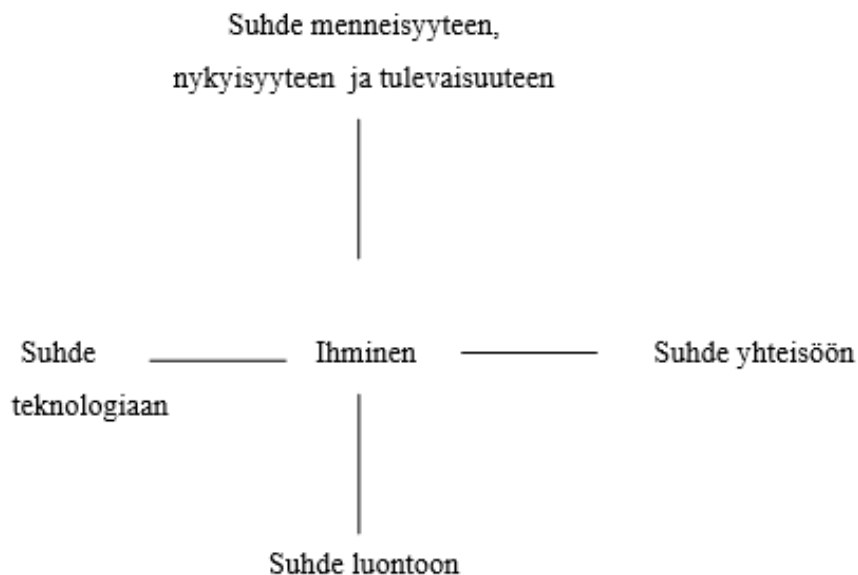 Suhde menneisyyteen,
nykyisyyteen ja tulevaisuuteen
Suhde
teknologiaan
Ihminen
Suhde yhteisöön
Suhde luontoon